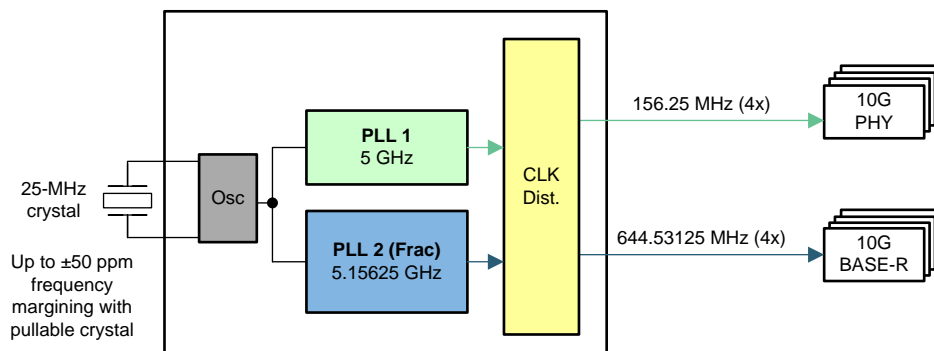 25-MHz
crystal
Up to ±50 ppm
frequency
margining with
pullable crystal
Osc
PLL 1
5 GHz
PLL 2 (Frac)
5.15625 GHz
CLK
Dist.
156.25 MHz (4x)
10G
PHY
644.53125 MHz (4x)
10G
BASE-R